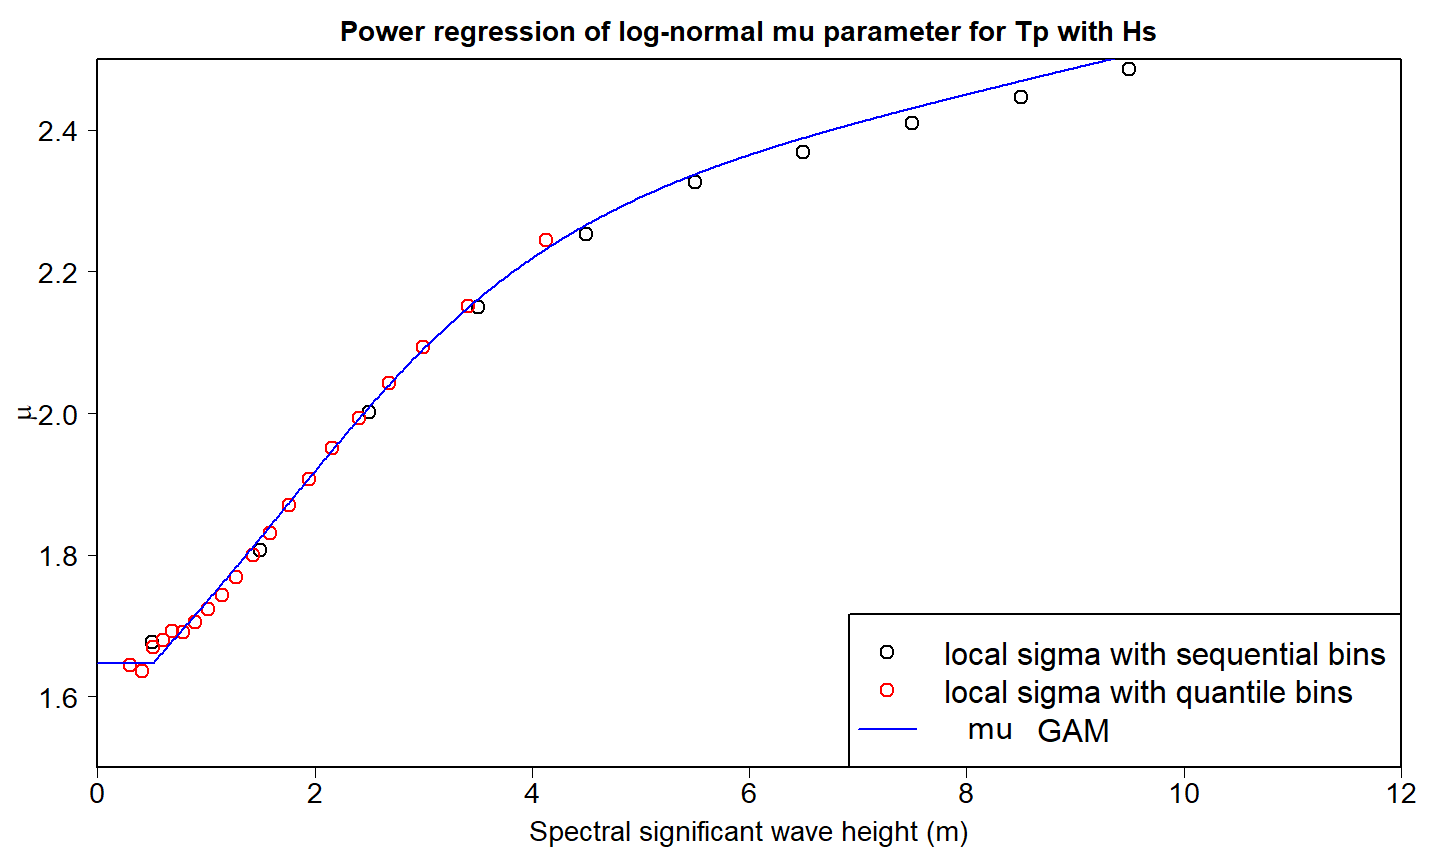 Power regression of log-normal mu parameter for Tp with Hs
2.4
2.2
2.0
1.8
1.6
μ
0 2 4 6 8 10 12
Spectral significant wave height (m)
local sigma with sequential bins
local sigma with quantile bins
mu GAM